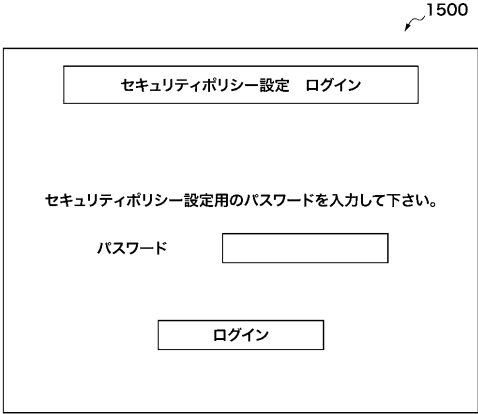 1500
セキュリティポリシー設定　ログイン
セキュリティポリシー設定用のパスワードを入力して下さい。
パスワード
ログイン